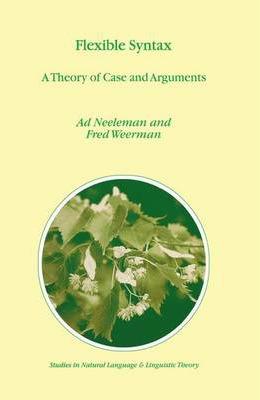 Flexible Syntax
A Theory of Case and Arguments
Ad Neeleman and
Fred Weerman
Studies in Natural Language & Linguistic Theory